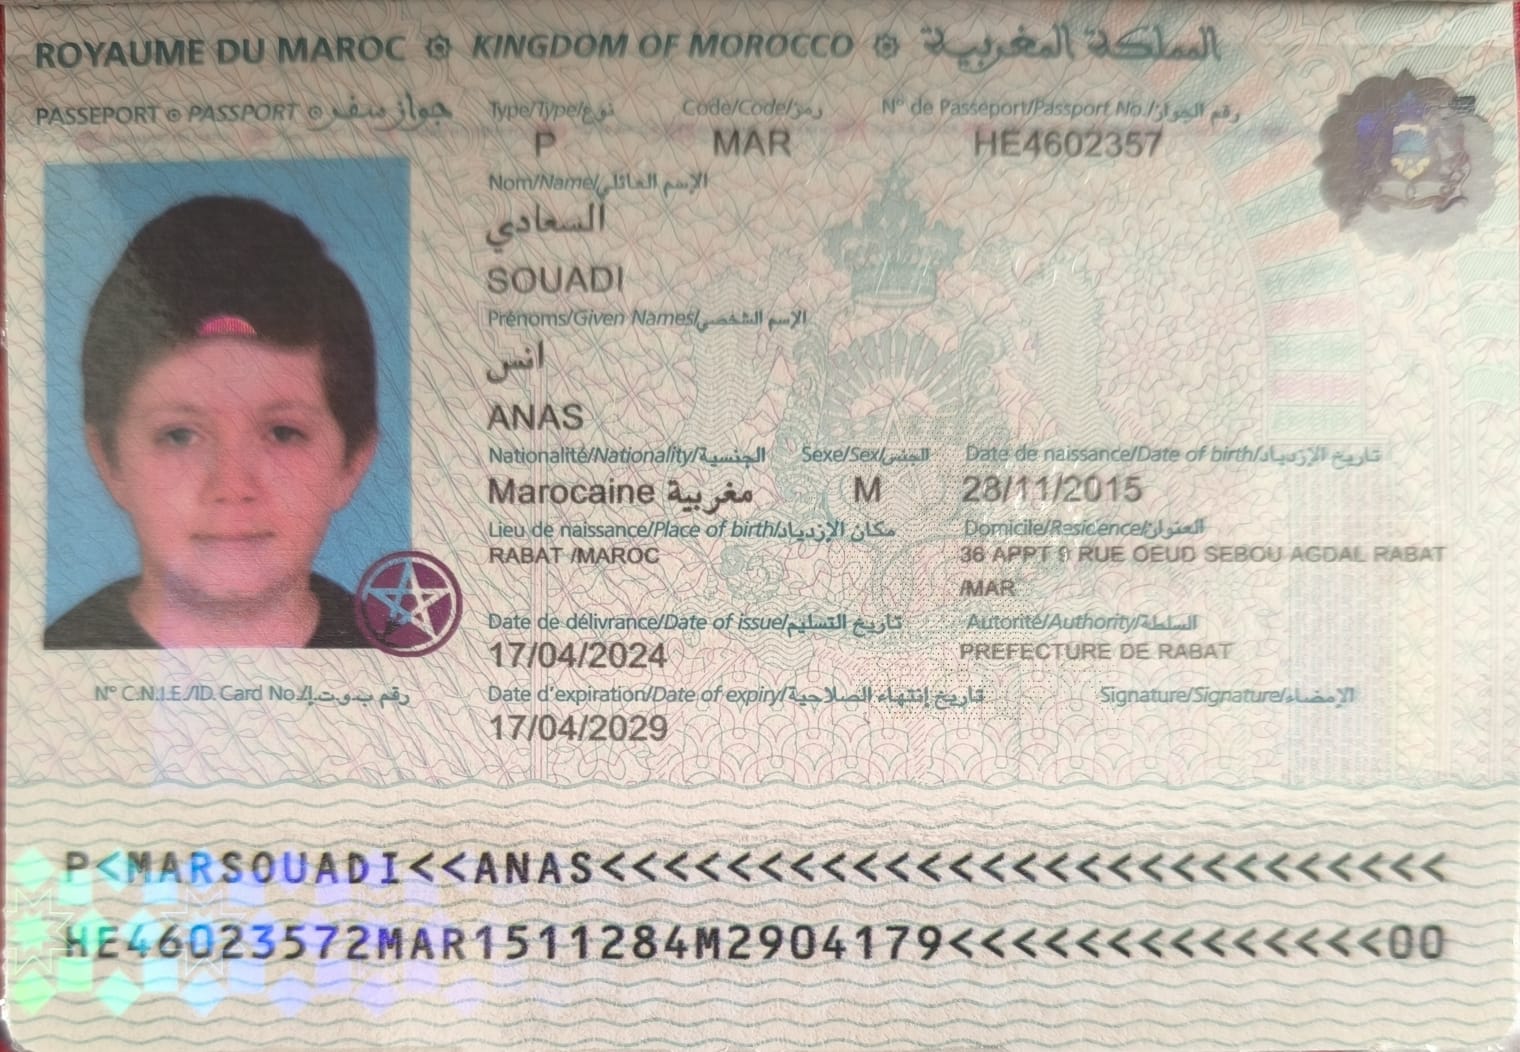 ROYAUME DU MAROC KINGDOM OF MOROCCO المملكة المغربية
PASSEPORT PASSPORT جواز سفر
Type/Type/نوع Code/Code/رمز N° de Passeport/Passport No./رقم الجواز
P MAR HE4602357
Nom/Name/الإسم العائلي
السعادي
SOUADI
Prénoms/Given Names/الإسم الشخصي
انس
ANAS
Nationalité/Nationality/الجنسية Sexe/Sex/الجنس Date de naissance/Date of birth/تاريخ الإزدياد
Marocaine مغربية M 28/11/2015
Lieu de naissance/Place of birth/مكان الإزدياد Domicile/Residence/العنوان
RABAT /MAROC 36 APPT 9 RUE OEUD SEBOU AGDAL RABAT
/MAR
Date de délivrance/Date of issue/تاريخ التسليم Autorité/Authority/السلطة
17/04/2024 PREFECTURE DE RABAT
N° C.N.I.E./ID. Card No./رقم ب.و.ت.إ Date d'expiration/Date of expiry/تاريخ إنتهاء الصلاحية Signature/Signature/الإمضاء
17/04/2029
P<MARSOUADI<<ANAS<<<<<<<<<<<<<<<<<<<<<<<<<<<
HE46023572MAR1511284M2904179<<<<<<<<<<<<<<00